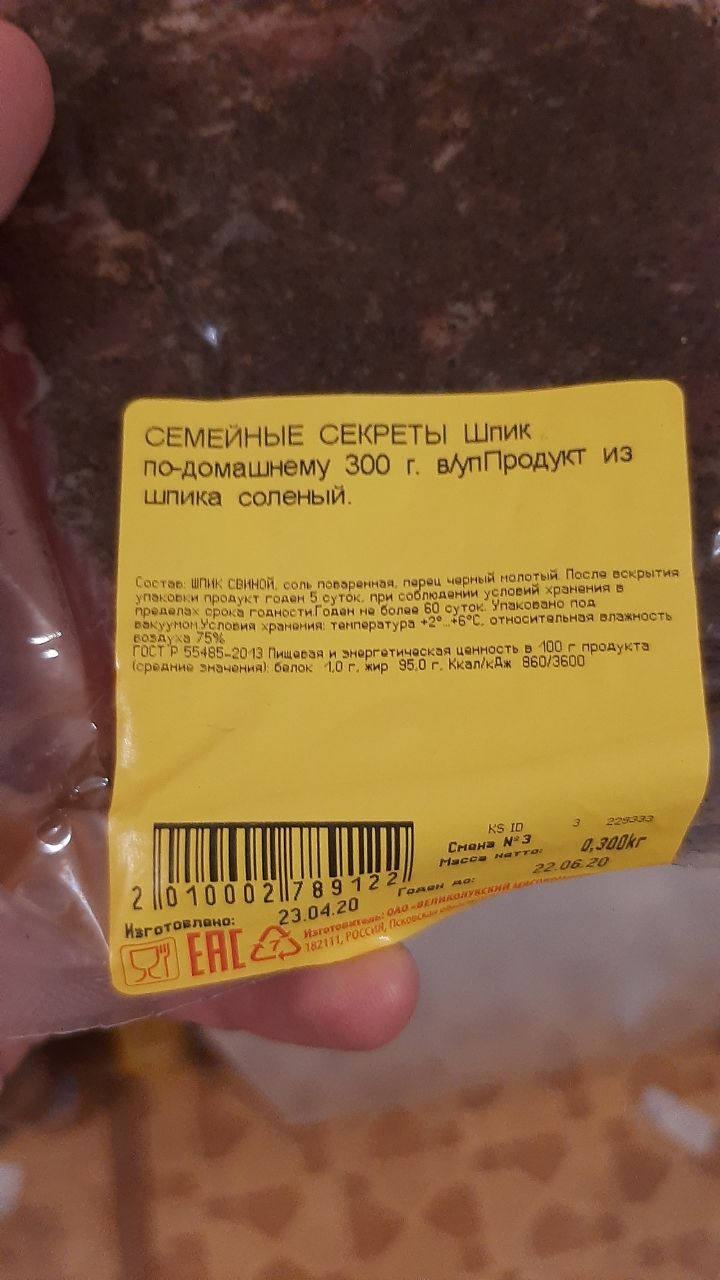 СЕМЕЙНЫЕ СЕКРЕТЫ Шпик
по-домашнему 300 г. в/упПродукт из
шпика соленый.
Состав: ШПИК СВИНОЙ, соль поваренная, перец черный молотый. После вскрытия
упаковки продукт годен 5 суток, при соблюдении условий хранения в
пределах срока годности.Годен не более 60 суток. Упаковано под
вакуумом.Условия хранения: температура +2°...+6°С, относительная влажность
воздуха 75%
ГОСТ Р 55485-2013 Пищевая и энергетическая ценность в 100 г продукта
(средние значения): белок 1,0 г, жир 95,0 г. Ккал/кДж 860/3600
KS ID 3 229333
Смена №3
Масса нетто: 0,300кг
2 010002 789122
Годен до: 22.06.20
Изготовлено: 23.04.20
EAC
Изготовитель: ОАО «ВЕЛИКОЛУКСКИЙ
182111, РОССИЯ, Псковская